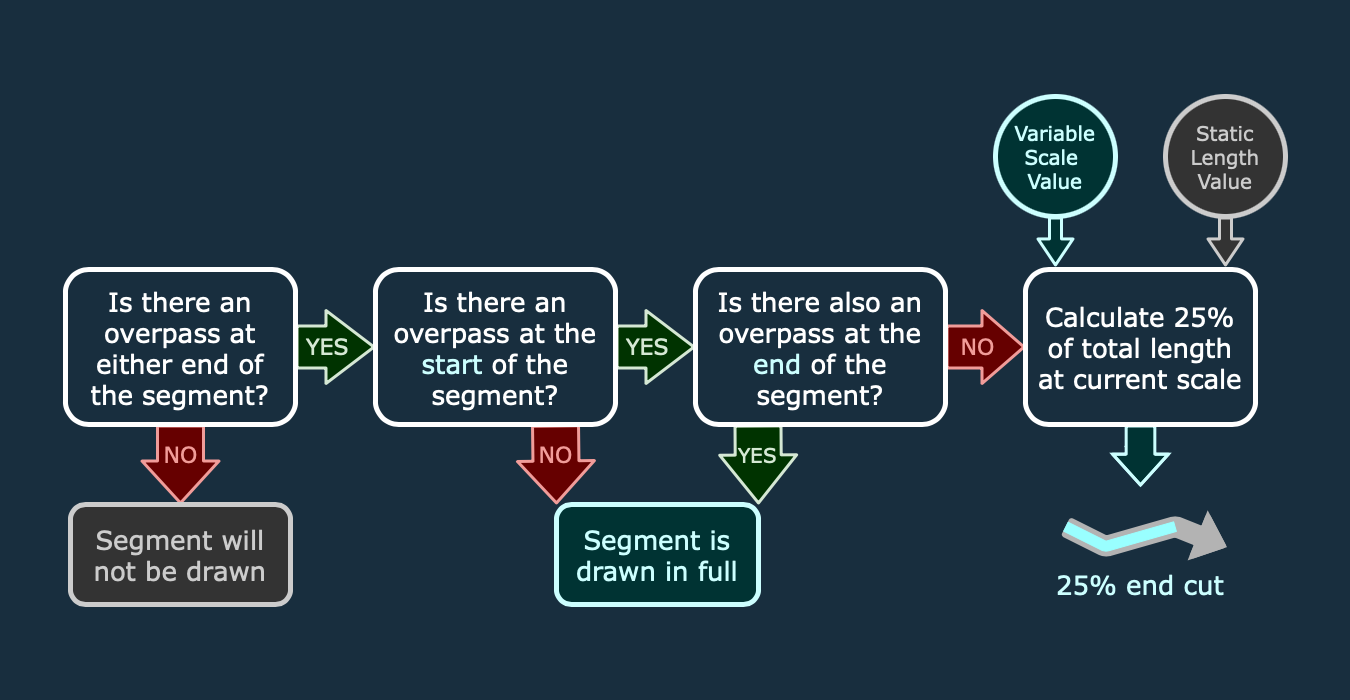 Variable
Scale
Value
Static
Length
Value
Is there an
overpass at
either end of
the segment?
YES
Is there an
overpass at the
start of the
segment?
YES
Is there also an
overpass at the
end of the
segment?
NO
Calculate 25%
of total length
at current scale
NO
NO
YES
Segment will
not be drawn
Segment is
drawn in full
25% end cut